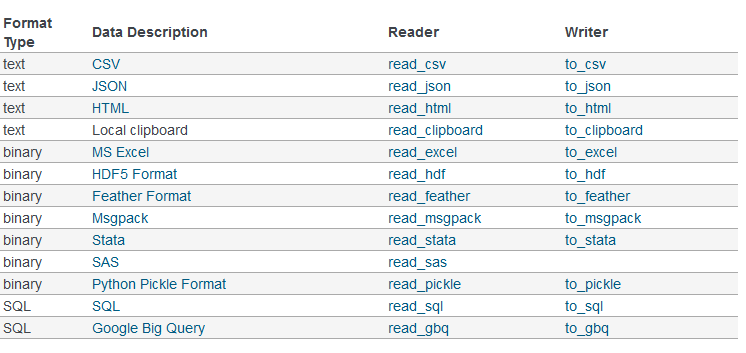 Format Type Data Description Reader Writer
text CSV read_csv to_csv
text JSON read_json to_json
text HTML read_html to_html
text Local clipboard read_clipboard to_clipboard
binary MS Excel read_excel to_excel
binary HDF5 Format read_hdf to_hdf
binary Feather Format read_feather to_feather
binary Msgpack read_msgpack to_msgpack
binary Stata read_stata to_stata
binary SAS read_sas
binary Python Pickle Format read_pickle to_pickle
SQL SQL read_sql to_sql
SQL Google Big Query read_gbq to_gbq